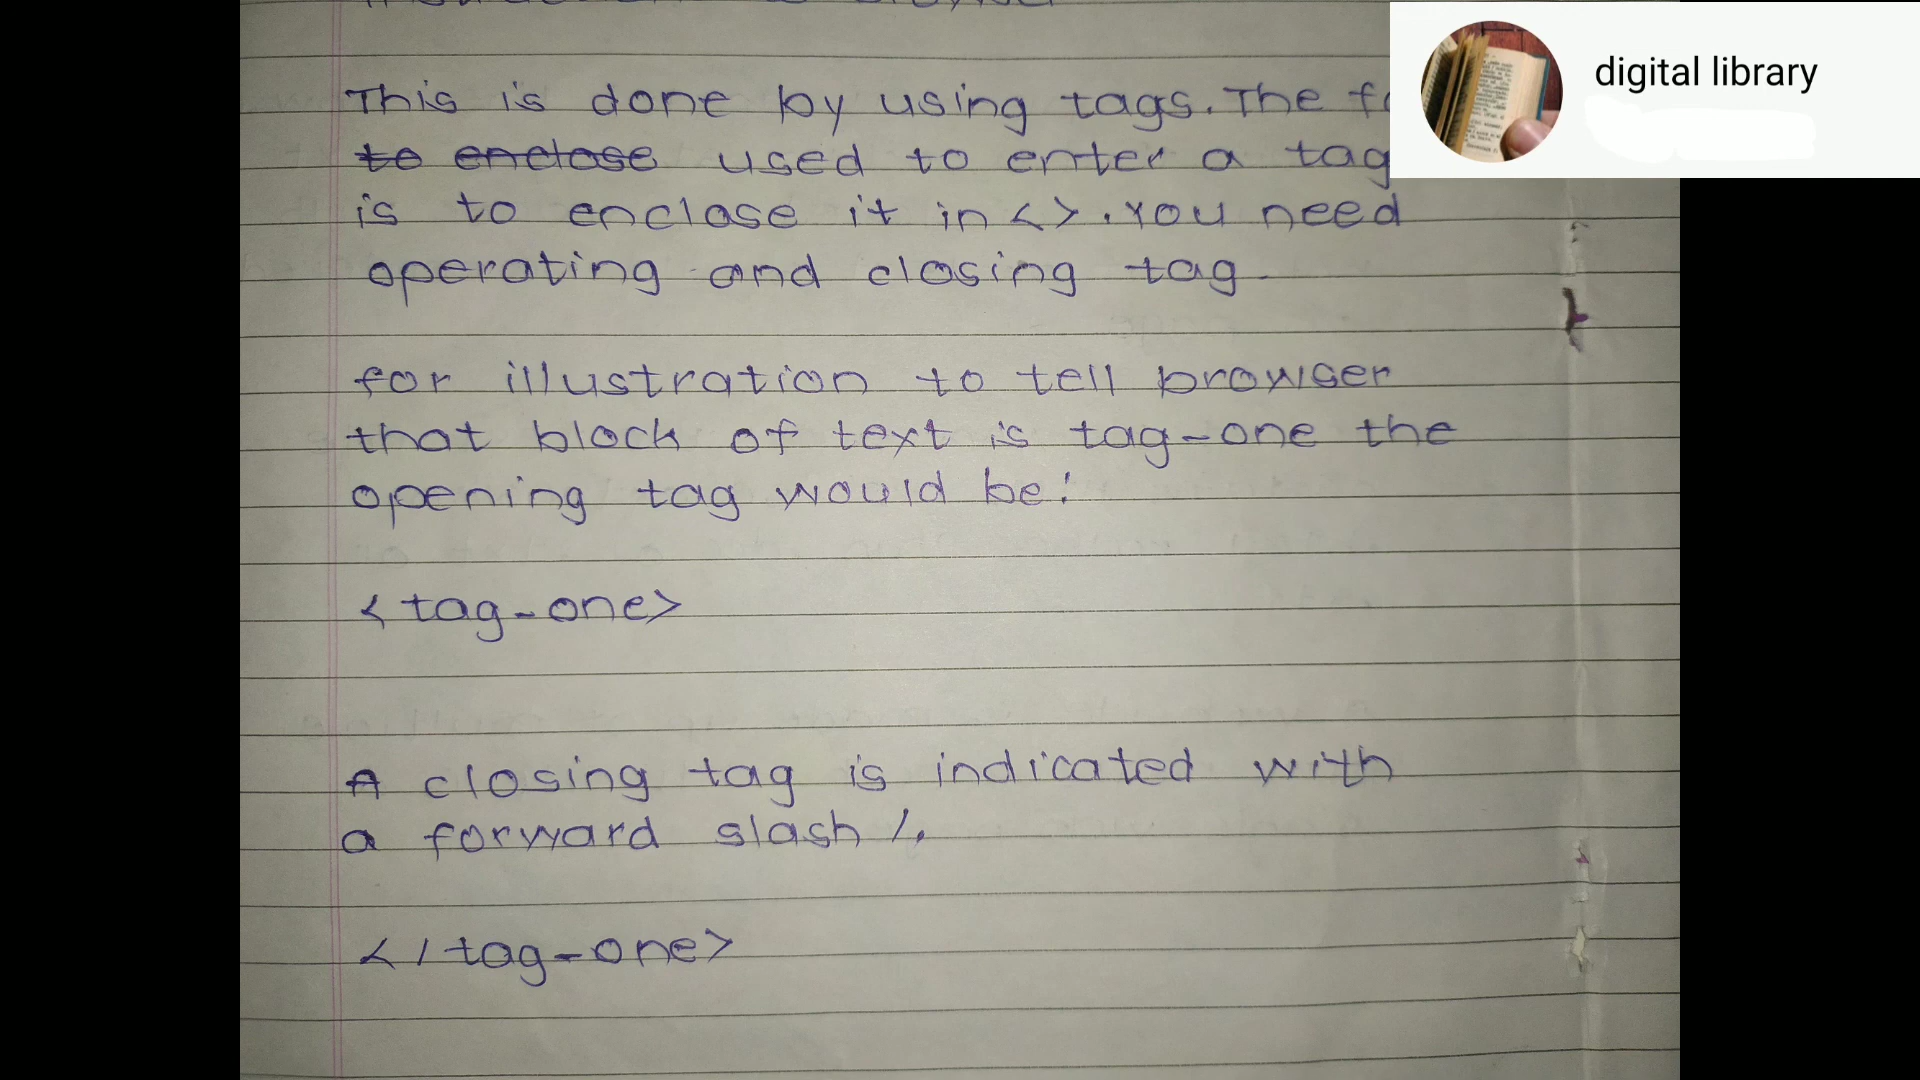 digital library
This is done by using tags. The
to enclose used to enter a tag
is to enclose it in < >. You need
operating and closing tag
for illustration to tell browser
that block of text is tag-one the
opening tag would be:
< tag-one>
A closing tag is indicated with
a forward slash /.
< / tag-one>